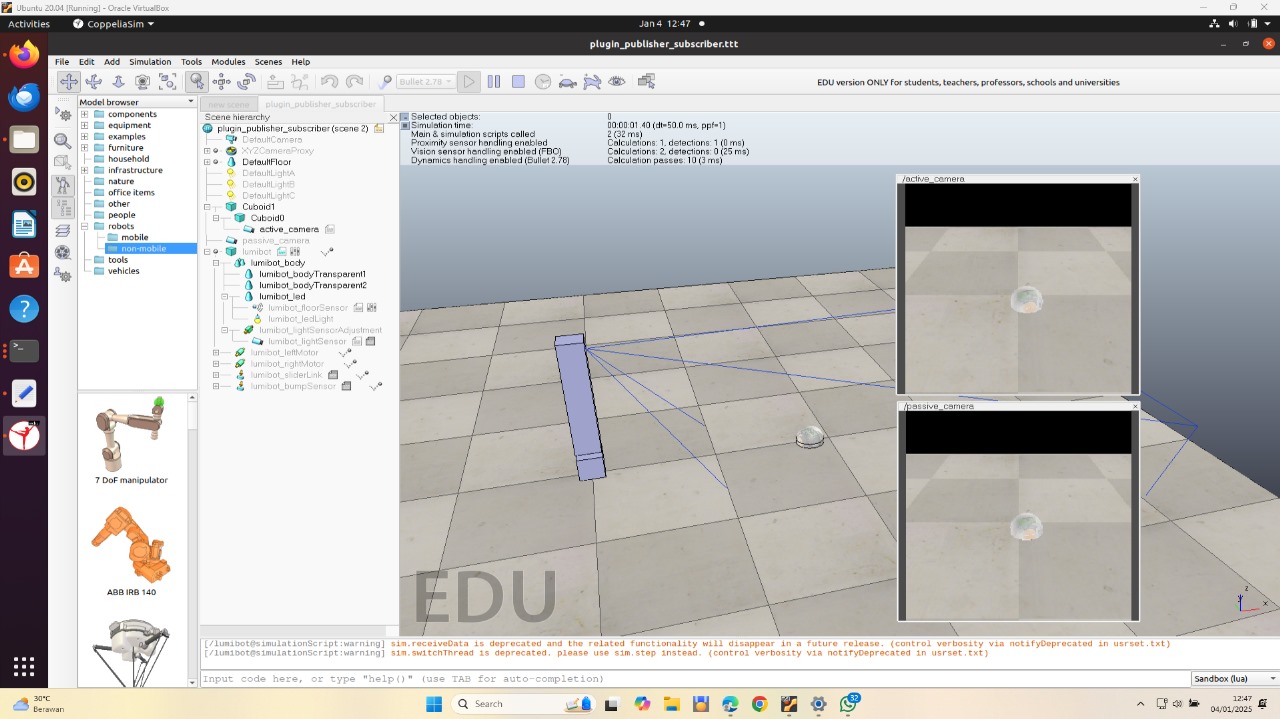 Ubuntu 20.04 [Running] - Oracle VirtualBox
Activities CoppeliaSim Jan 4 12:47
plugin_publisher_subscriber.ttt
File Edit Add Simulation Tools Modules Scenes Help
Bullet 2.78 EDU version ONLY for students, teachers, professors, schools and universities
Model browser
components
equipment
examples
furniture
household
infrastructure
nature
office items
other
people
robots
mobile
non-mobile
tools
vehicles
7 DoF manipulator
ABB IRB 140
new scene plugin_publisher_subscriber
Scene hierarchy
plugin_publisher_subscriber (scene 2)
DefaultCamera
XYZCameraProxy
DefaultFloor
DefaultLightA
DefaultLightB
DefaultLightC
Cuboid1
Cuboid0
active_camera
passive_camera
lumibot
lumibot_body
lumibot_bodyTransparent1
lumibot_bodyTransparent2
lumibot_led
lumibot_floorSensor
lumibot_ledLight
lumibot_lightSensorAdjustment
lumibot_lightSensor
lumibot_leftMotor
lumibot_rightMotor
lumibot_sliderLink
lumibot_bumpSensor
Selected objects: 0
Simulation time: 00:00:01.40 (dt=50.0 ms, ppf=1)
Main & simulation scripts called 2 (32 ms)
Proximity sensor handling enabled Calculations: 1, detections: 1 (0 ms)
Vision sensor handling enabled (FBO) Calculations: 2, detections: 0 (25 ms)
Dynamics handling enabled (Bullet 2.78) Calculation passes: 10 (3 ms)
/active_camera
/passive_camera
EDU
z
y
x
[/lumibot@simulationScript:warning] sim.receiveData is deprecated and the related functionality will disappear in a future release. (control verbosity via notifyDeprecated in usrset.txt)
[/lumibot@simulationScript:warning] sim.switchThread is deprecated. please use sim.step instead. (control verbosity via notifyDeprecated in usrset.txt)
Input code here, or type "help()" (use TAB for auto-completion) Sandbox (lua)
30°C
Berawan
Search
32
12:47
04/01/2025